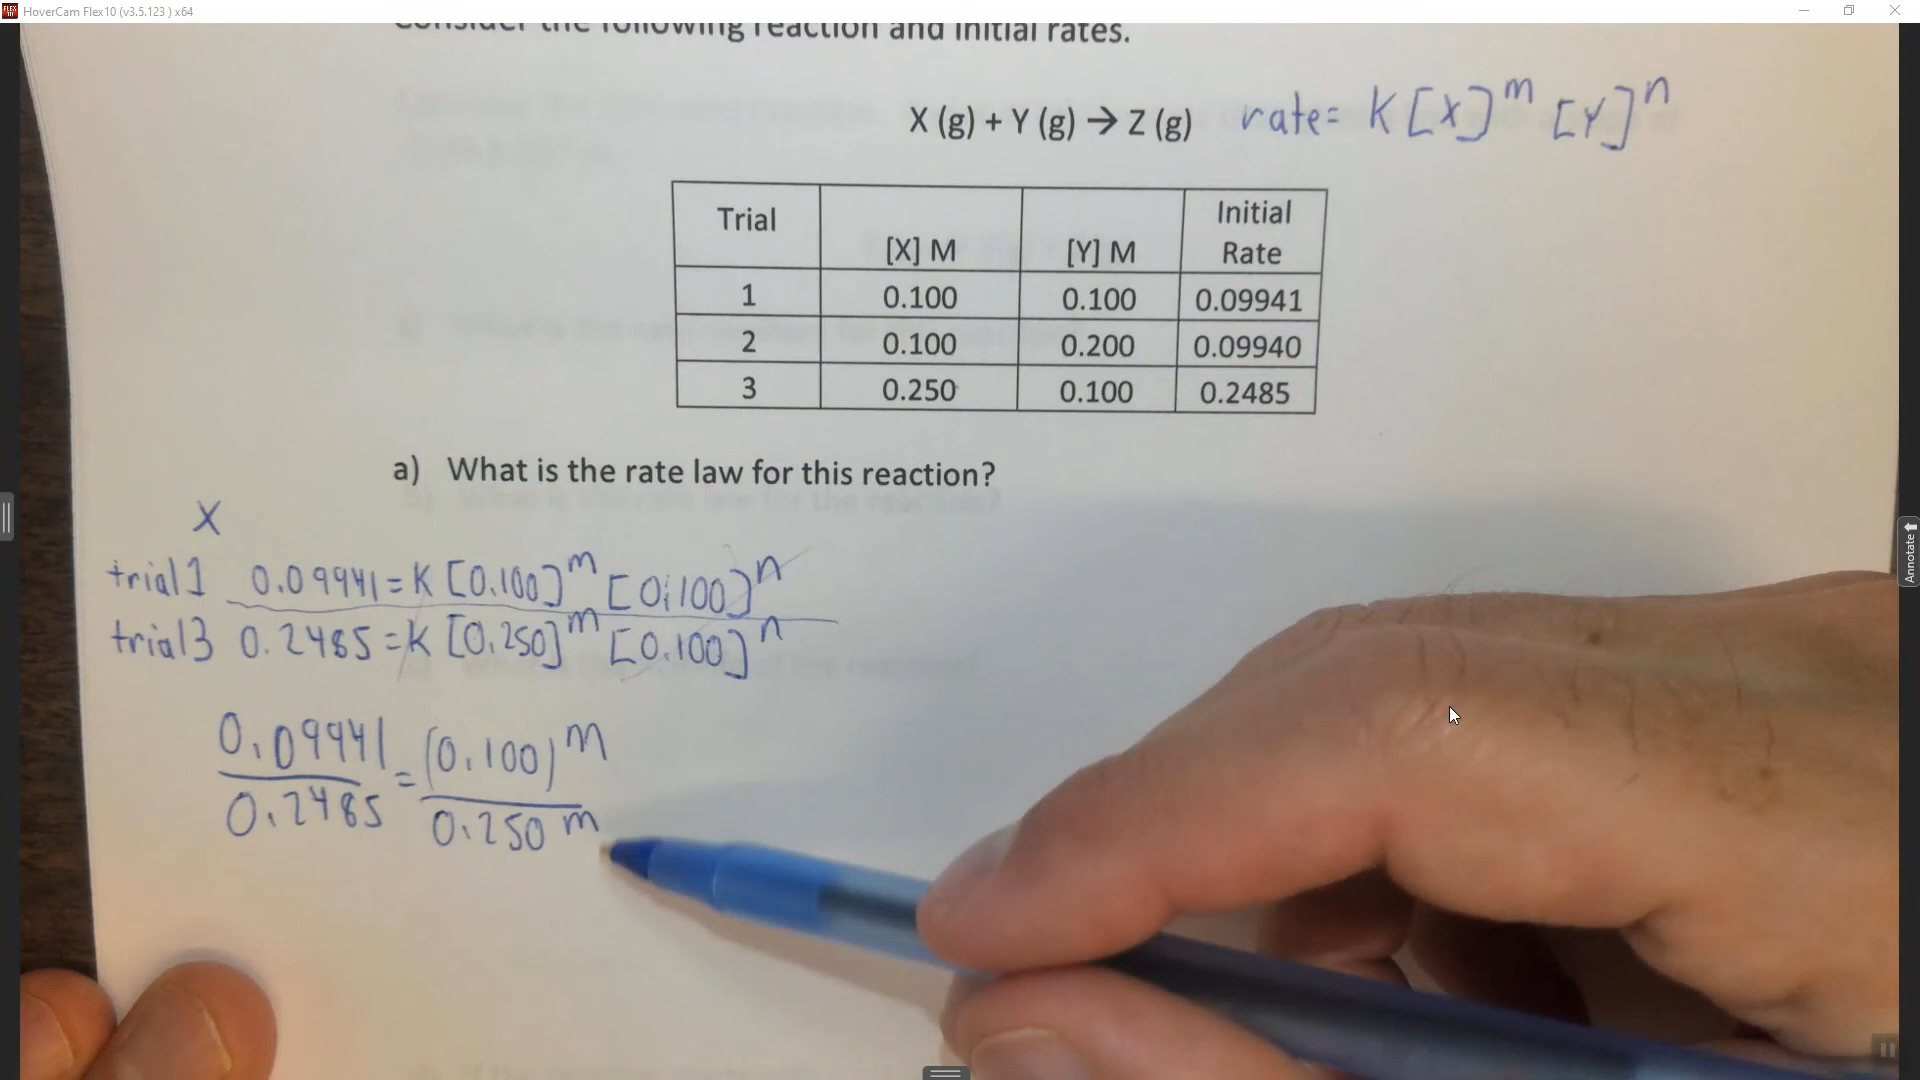 HoverCam Flex10 (v3.5.123 ) x64
Consider the following reaction and initial rates.
X (g) + Y (g) → Z (g) rate= K [X]^m [Y]^n
Trial [X] M [Y] M Initial Rate
1 0.100 0.100 0.09941
2 0.100 0.200 0.09940
3 0.250 0.100 0.2485
a) What is the rate law for this reaction?
X
trial 1 0.09941 = K [0.100]^m [0.100]^n
trial 3 0.2485 = K [0.250]^m [0.100]^n
0.09941 = (0.100)^m
0.2485 0.250 m
Annotate